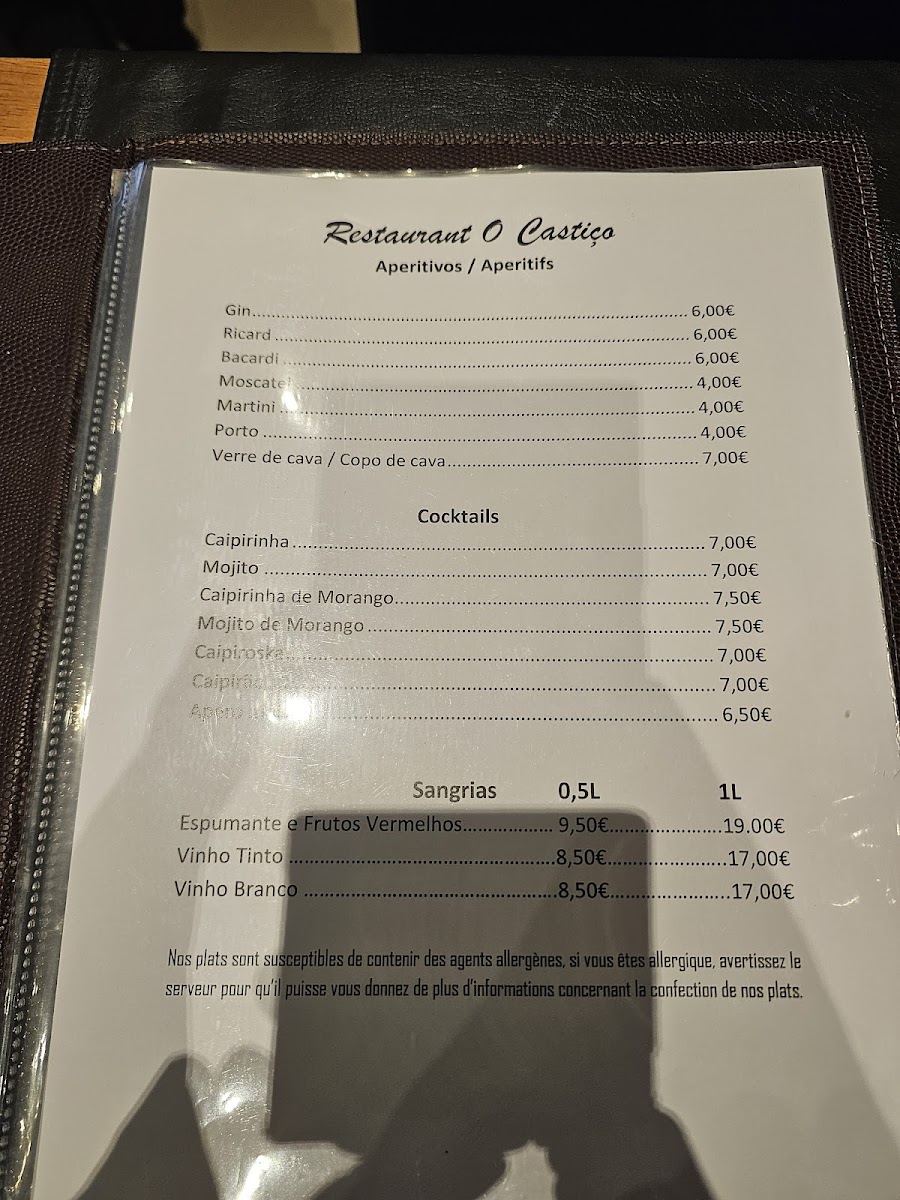 Restaurant O Castiço
Aperitivos / Aperitifs
Gin........ 6,00€
Ricard........ 6,00€
Bacardi........ 6,00€
Moscatel........ 4,00€
Martini........ 4,00€
Porto........ 4,00€
Verre de cava / Copo de cava........ 7,00€
Cocktails
Caipirinha........ 7,00€
Mojito........ 7,00€
Caipirinha de Morango........ 7,50€
Mojito de Morango........ 7,50€
Caipiroska........ 7,00€
........ 7,00€
........ 6,50€
Sangrias 0,5L 1L
Espumante e Frutos Vermelhos........ 9,50€........19.00€
Vinho Tinto........8,50€........17,00€
Vinho Branco........8,50€........17,00€
Nos plats sont susceptibles de contenir des agents allergènes, si vous êtes allergique, avertissez le
serveur pour qu'il puisse vous donnez de plus d'informations concernant la confection de nos plats.